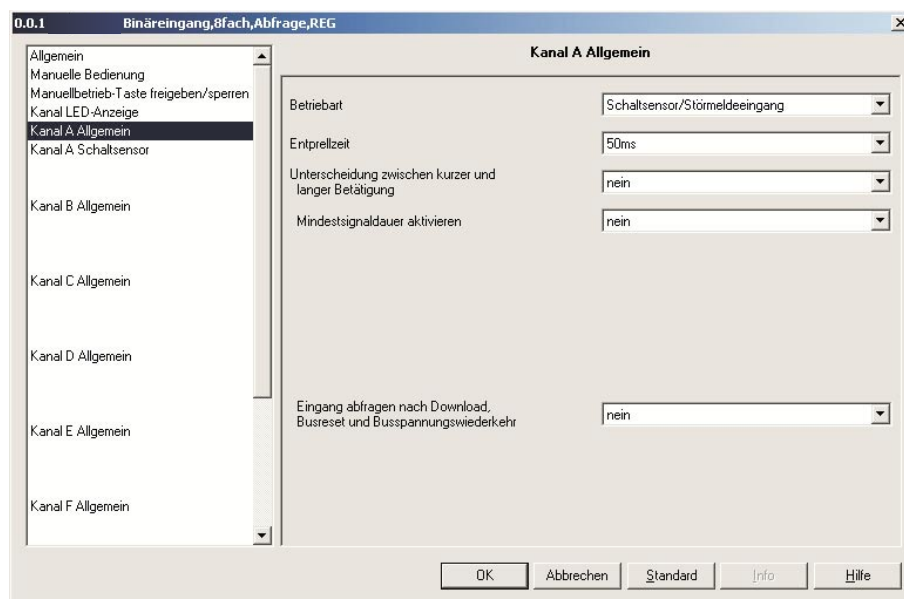 0.0.1 Binäreingang,8fach,Abfrage,REG
Allgemein
Manuelle Bedienung
Manuellbetrieb-Taste freigeben/sperren
Kanal LED-Anzeige
Kanal A Allgemein
Kanal A Schaltsensor
Kanal B Allgemein
Kanal C Allgemein
Kanal D Allgemein
Kanal E Allgemein
Kanal F Allgemein
Kanal A Allgemein
Betriebart Schaltsensor/Störmeldeeingang
Entprellzeit 50ms
Unterscheidung zwischen kurzer und
langer Betätigung nein
Mindestsignaldauer aktivieren nein
Eingang abfragen nach Download,
Busreset und Busspannungswiederkehr nein
OK Abbrechen Standard Info Hilfe